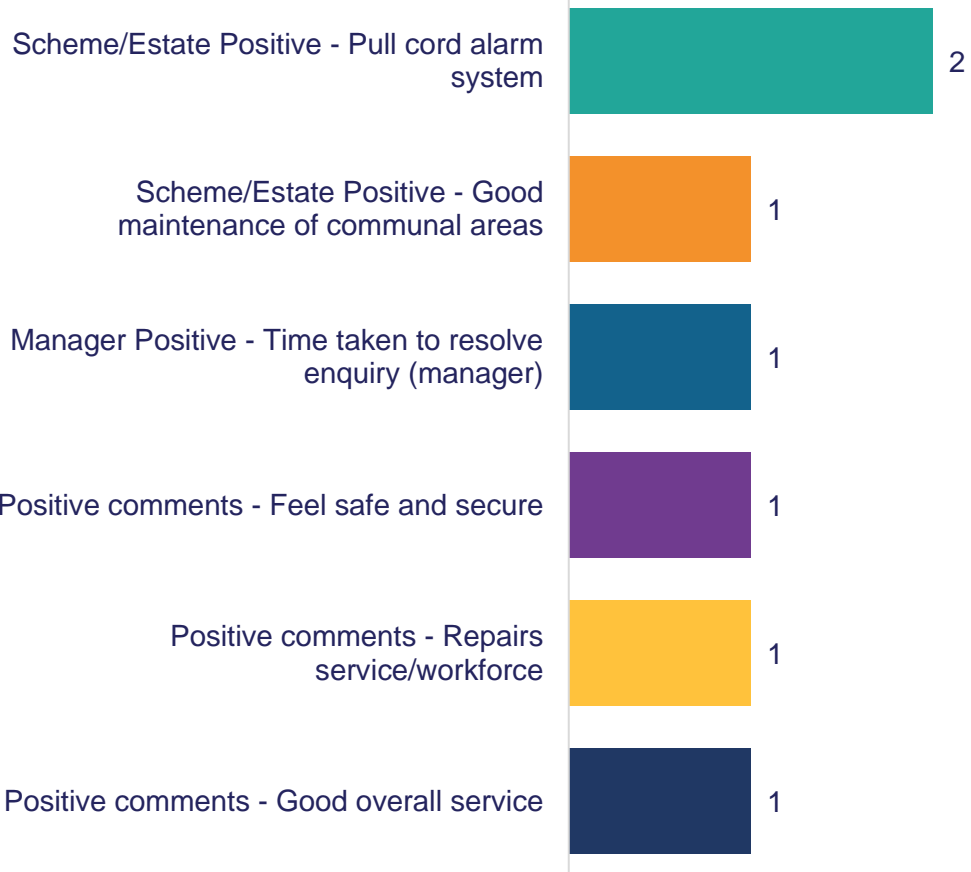 Scheme/Estate Positive - Pull cord alarm
system
2
Scheme/Estate Positive - Good
maintenance of communal areas
1
Manager Positive - Time taken to resolve
enquiry (manager)
1
Positive comments - Feel safe and secure
1
Positive comments - Repairs
service/workforce
1
Positive comments - Good overall service
1